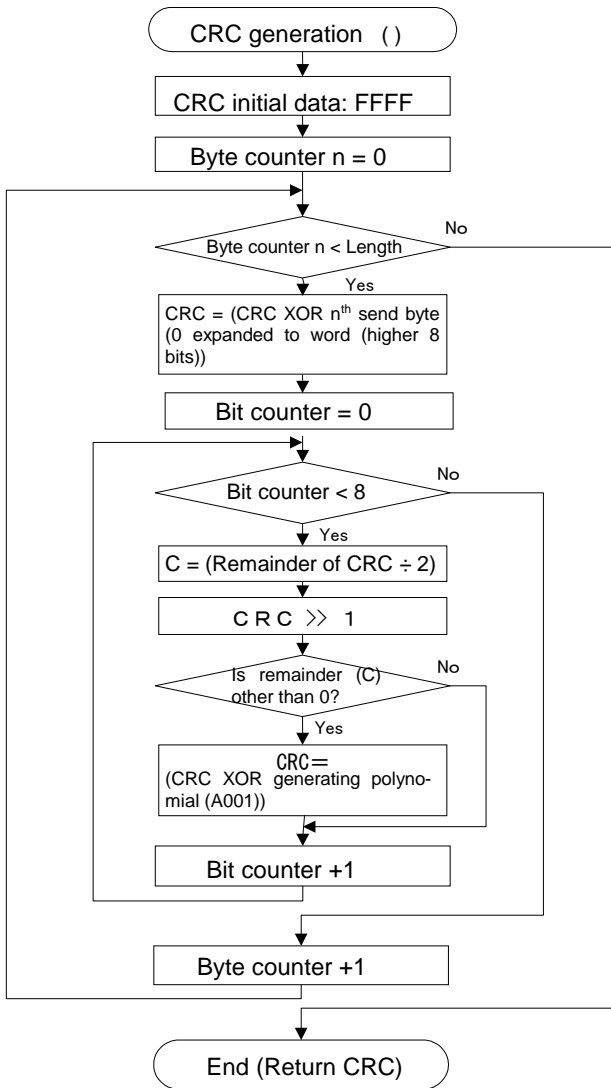 CRC generation ( )
CRC initial data: FFFF
Byte counter n = 0
No
Byte counter n < Length
Yes
CRC = (CRC XOR nth send byte
(0 expanded to word (higher 8
bits))
Bit counter = 0
No
Bit counter < 8
Yes
C = (Remainder of CRC ÷ 2)
ＣＲＣ ≫ 1
Is remainder (C)
other than 0?
No
Yes
CRC＝
(CRC XOR generating polyno-
mial (A001))
Bit counter +1
Byte counter +1
End (Return CRC)